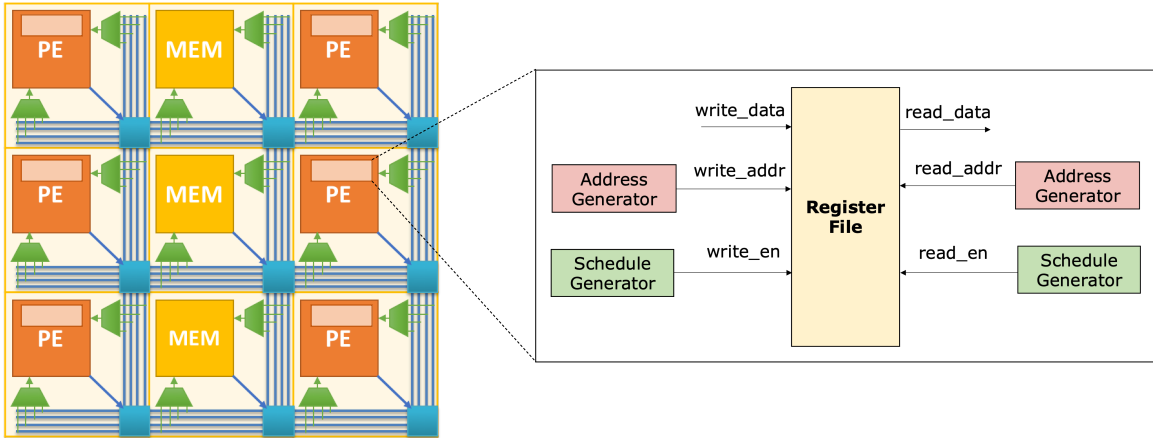 PE
MEM
PE
PE
MEM
PE
PE
MEM
PE
write_data
read_data
Address
Generator
write_addr
Register
File
read_addr
Address
Generator
Schedule
Generator
write_en
read_en
Schedule
Generator